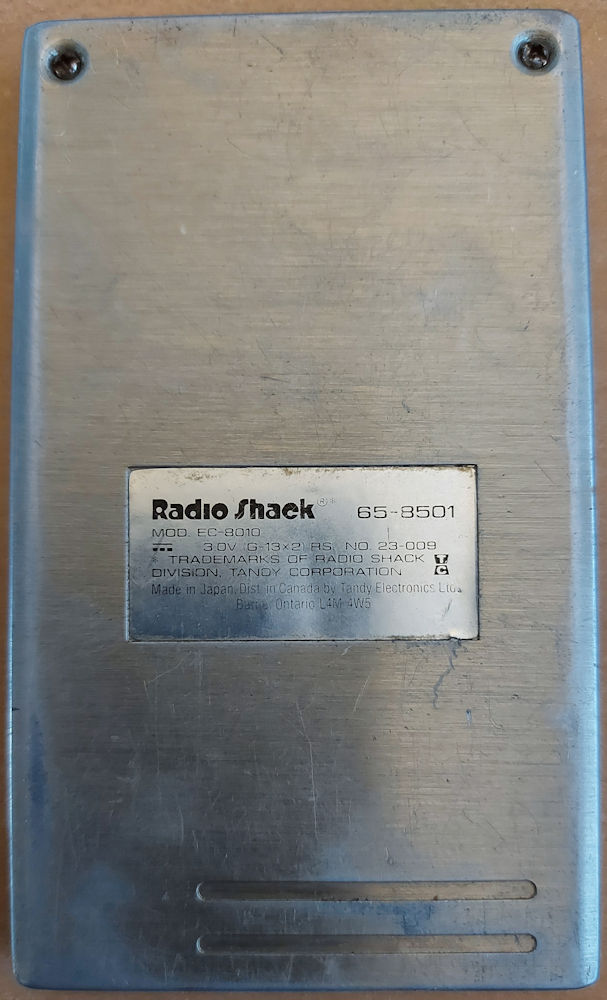 Radio Shack ®* 65-8501
MOD. EC-8010
3.0V (G-13×2) RS. NO. 23-009
* TRADEMARKS OF RADIO SHACK
DIVISION, TANDY CORPORATION
TC
Made in Japan, Dist. in Canada by Tandy Electronics Ltd.
Barrie, Ontario L4M 4W5